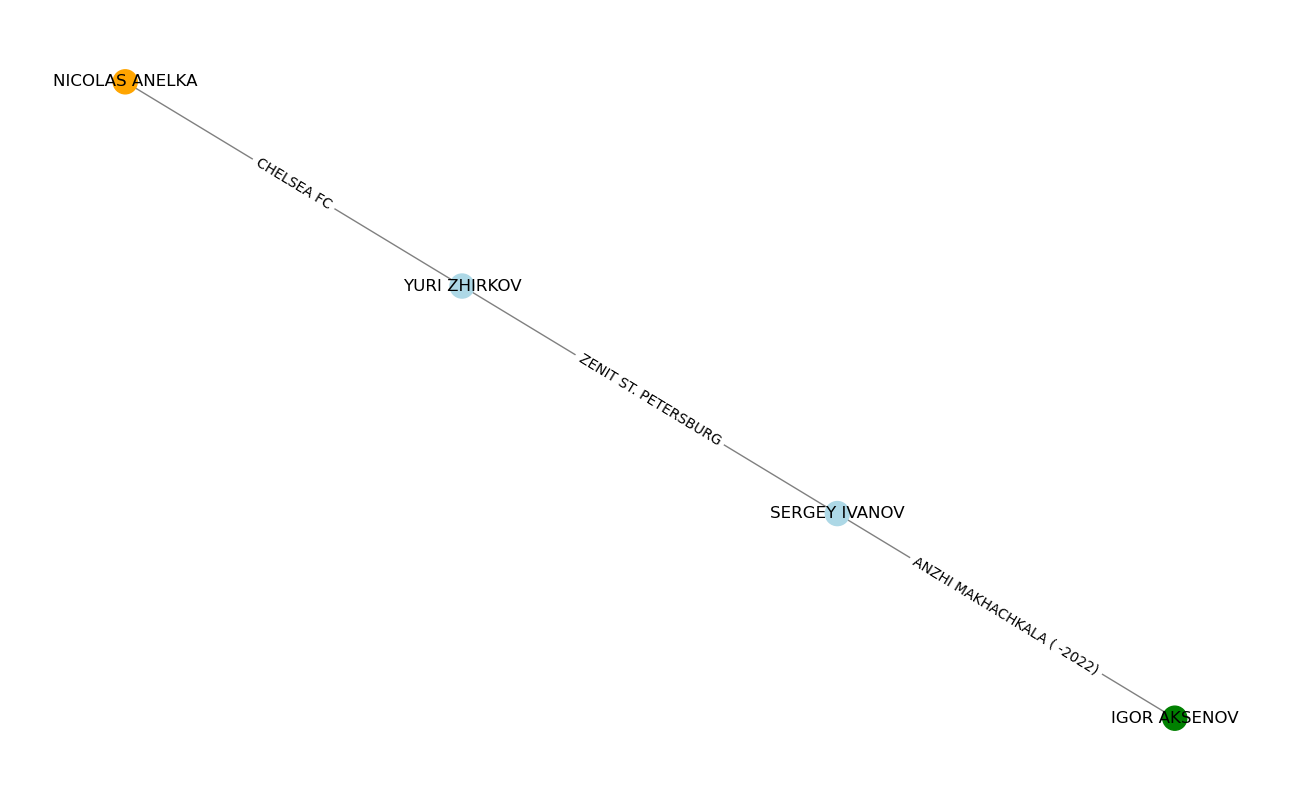 NICOLAS ANELKA
CHELSEA FC
YURI ZHIRKOV
ZENIT ST. PETERSBURG
SERGEY IVANOV
ANZHI MAKHACHKALA ( -2022)
IGOR AKSENOV